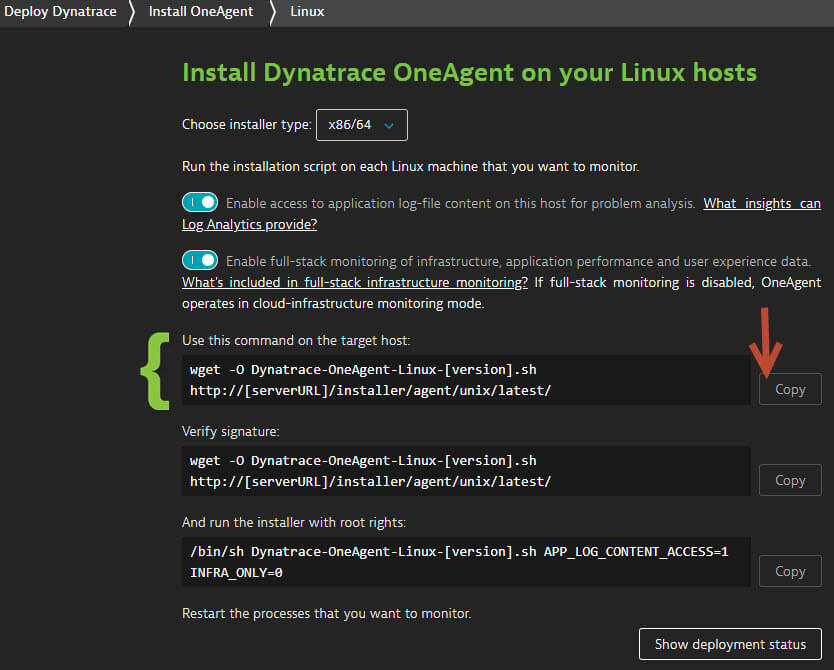 Deploy Dynatrace Install OneAgent Linux
Install Dynatrace OneAgent on your Linux hosts
Choose installer type: x86/64
Run the installation script on each Linux machine that you want to monitor.
Enable access to application log-file content on this host for problem analysis. What insights can
Log Analytics provide?
Enable full-stack monitoring of infrastructure, application performance and user experience data.
What's included in full-stack infrastructure monitoring? If full-stack monitoring is disabled, OneAgent
operates in cloud-infrastructure monitoring mode.
Use this command on the target host:
wget -O Dynatrace-OneAgent-Linux-[version].sh
http://[serverURL]/installer/agent/unix/latest/
Copy
Verify signature:
wget -O Dynatrace-OneAgent-Linux-[version].sh
http://[serverURL]/installer/agent/unix/latest/
Copy
And run the installer with root rights:
/bin/sh Dynatrace-OneAgent-Linux-[version].sh APP_LOG_CONTENT_ACCESS=1
INFRA_ONLY=0
Copy
Restart the processes that you want to monitor.
Show deployment status